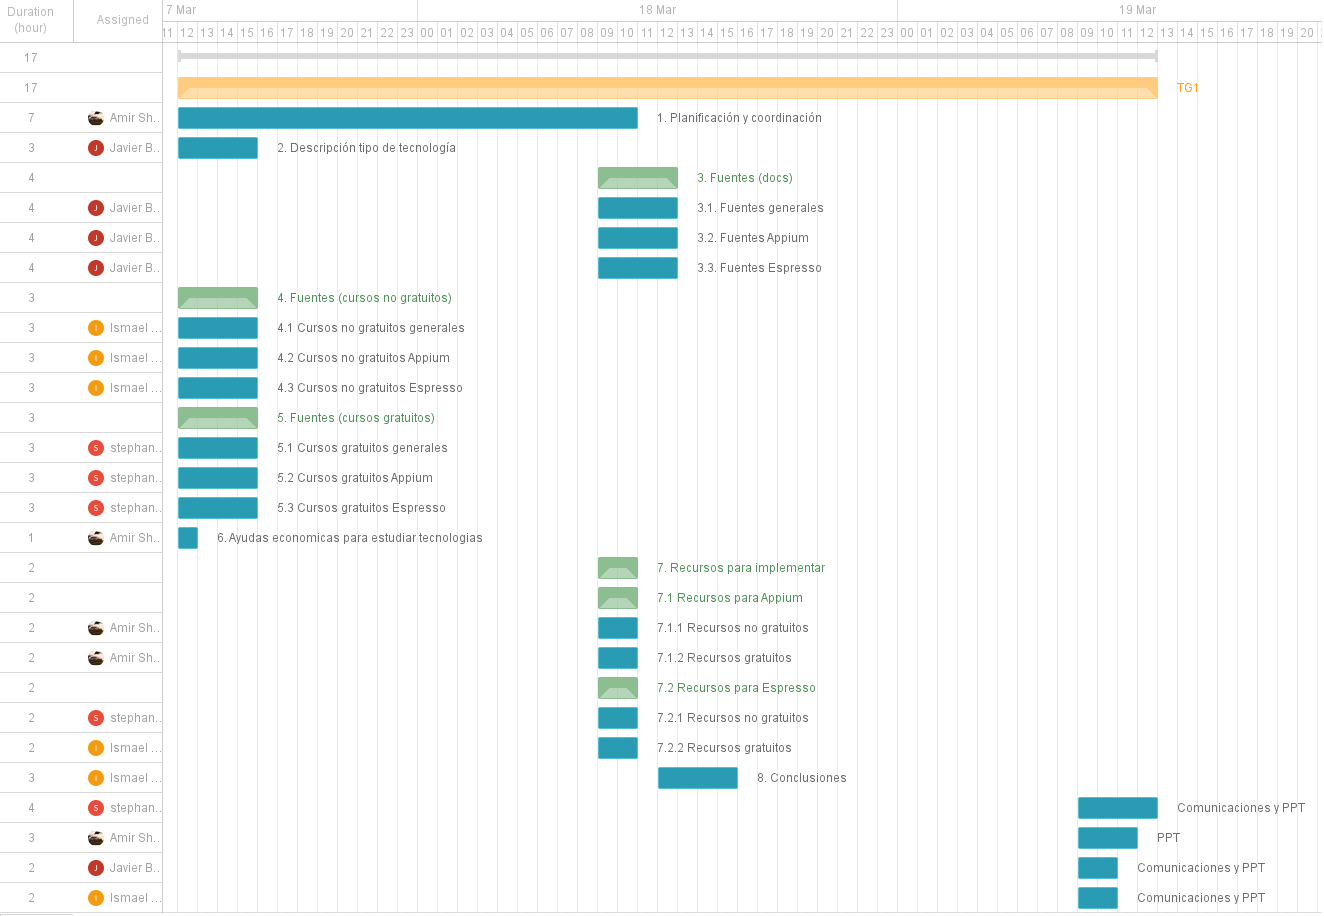 Duration (hour) Assigned 7 Mar 18 Mar 19 Mar
11 12 13 14 15 16 17 18 19 20 21 22 23 00 01 02 03 04 05 06 07 08 09 10 11 12 13 14 15 16 17 18 19 20 21 22 23 00 01 02 03 04 05 06 07 08 09 10 11 12 13 14 15 16 17 18 19 20
17
17 TG1
7 Amir Sh.. 1. Planificación y coordinación
3 J Javier B.. 2. Descripción tipo de tecnología
4 3. Fuentes (docs)
4 J Javier B.. 3.1. Fuentes generales
4 J Javier B.. 3.2. Fuentes Appium
4 J Javier B.. 3.3. Fuentes Espresso
3 4. Fuentes (cursos no gratuitos)
3 I Ismael ... 4.1 Cursos no gratuitos generales
3 I Ismael ... 4.2 Cursos no gratuitos Appium
3 I Ismael ... 4.3 Cursos no gratuitos Espresso
3 5. Fuentes (cursos gratuitos)
3 S stephan.. 5.1 Cursos gratuitos generales
3 S stephan.. 5.2 Cursos gratuitos Appium
3 S stephan.. 5.3 Cursos gratuitos Espresso
1 Amir Sh.. 6. Ayudas economicas para estudiar tecnologias
2 7. Recursos para implementar
2 7.1 Recursos para Appium
2 Amir Sh.. 7.1.1 Recursos no gratuitos
2 Amir Sh.. 7.1.2 Recursos gratuitos
2 7.2 Recursos para Espresso
2 S stephan.. 7.2.1 Recursos no gratuitos
2 I Ismael ... 7.2.2 Recursos gratuitos
3 I Ismael ... 8. Conclusiones
4 S stephan.. Comunicaciones y PPT
3 Amir Sh.. PPT
2 J Javier B.. Comunicaciones y PPT
2 I Ismael ... Comunicaciones y PPT